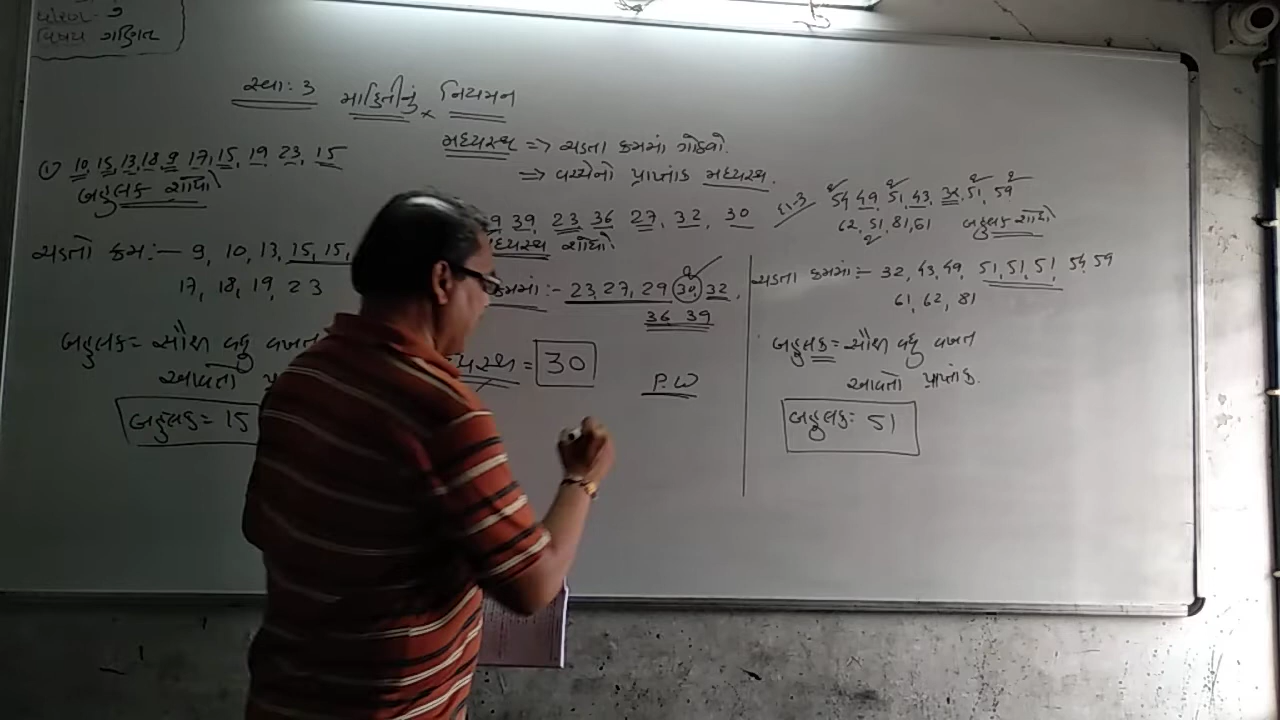 ધોરણ - ૭
વિષય ગણિત
સ્વા: ૩ માહિતીનું નિયમન
① 10, 15, 13, 18, 9, 17, 15, 19 23, 15
બહુલક શોધો
ચડતો ક્રમ:- 9, 10, 13, 15, 15,
17, 18, 19, 23
બહુલક = સૌથી વધુ વખત
આવતો
બહુલક = 15
મધ્યસ્થ => ચડતા ક્રમમાં ગોઠવો.
=> વચ્ચેનો પ્રાપ્તાંક મધ્યસ્થ.
39, 23, 36 27, 32, 30
મધ્યસ્થ શોધો
ક્રમમાં :- 23, 27, 29 30 32,
36 39
= 30
P.W
દા.૩ 54 49, 51, 43, 32, 51, 59
62, 51, 81, 61 બહુલક શોધો
ચડતા ક્રમમાં :- 32, 43, 49, 51, 51, 51, 54, 59
61, 62, 81
બહુલક = સૌથી વધુ વખત
આવતો પ્રાપ્તાંક.
બહુલક = 51